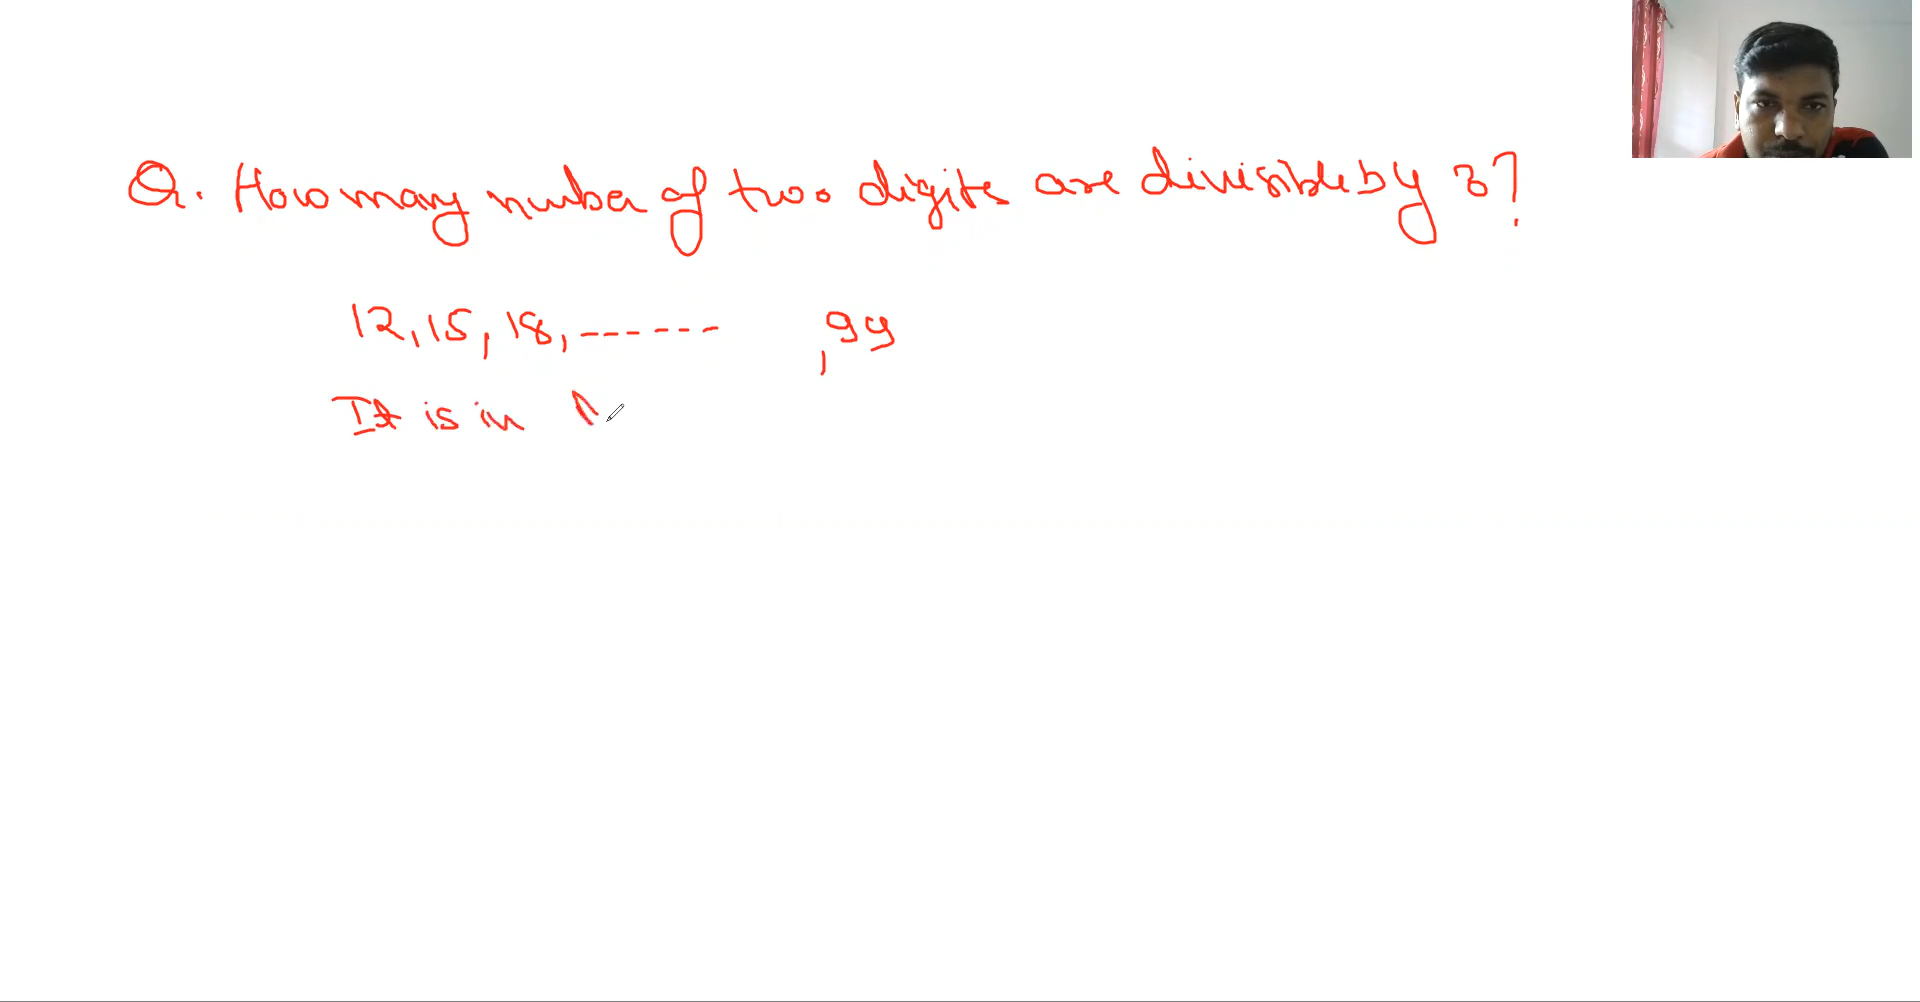 Q. How many number of two digits are divisible by 3?
12, 15, 18, ------ , 99
It is in